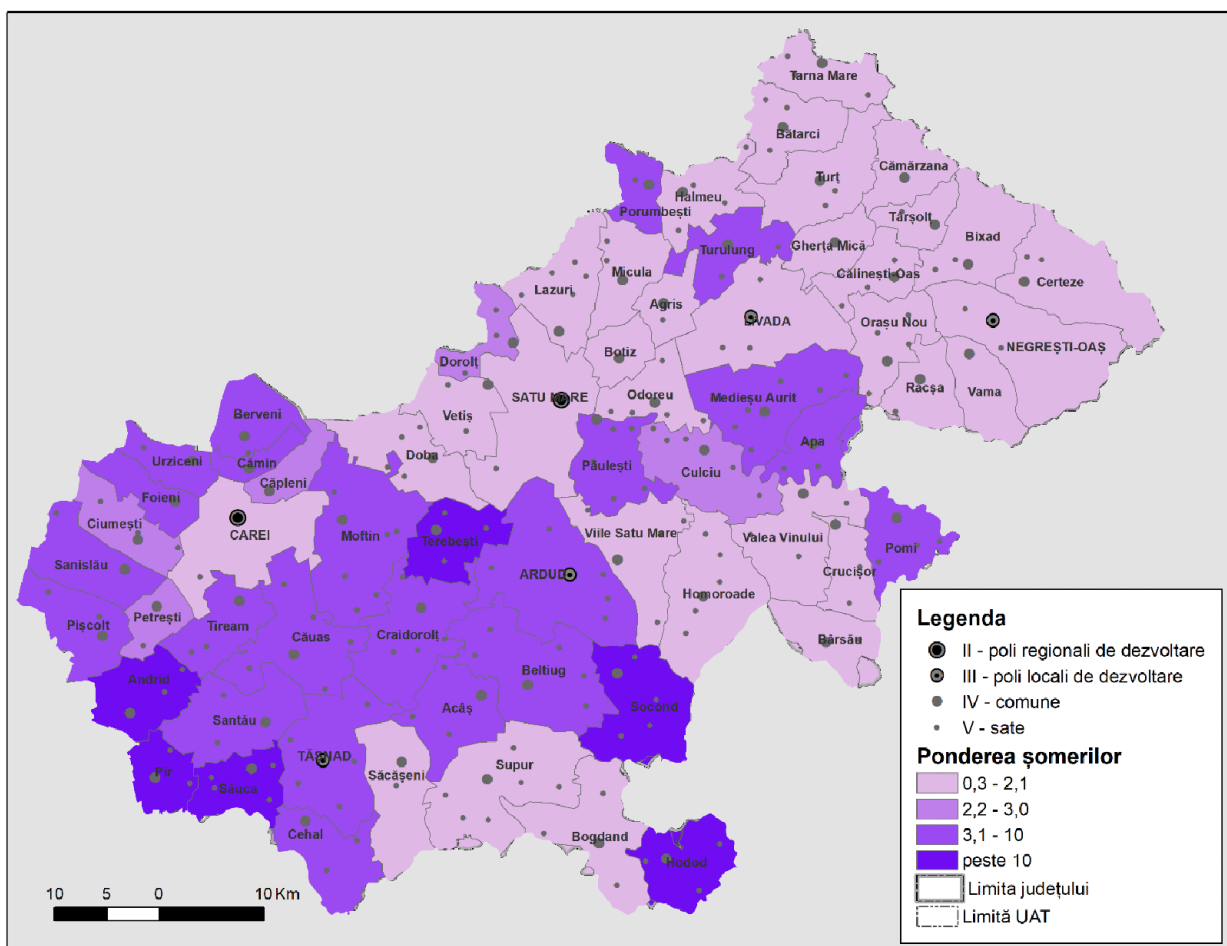 Tarna Mare
Bătarci
Cămărzana
Turț
Halmeu
Porumbești
Târșolt
Bixad
Turulung
Gherța Mică
Călinești-Oaș
Certeze
Micula
Lazuri
Agriș
LIVADA
Orașu Nou
NEGREȘTI-OAȘ
Botiz
Dorolț
Racșa
Vama
SATU MARE
Odoreu
Medieșu Aurit
Vetiș
Berveni
Apa
Doba
Urziceni
Cămin
Păulești
Culciu
Căpleni
Foieni
Ciumești
CAREI
Moftin
Terebești
Viile Satu Mare
Valea Vinului
Pomi
Sanislău
ARDUD
Crucișor
Homoroade
Petrești
Pișcolt
Tiream
Căuas
Craidorolț
Bârsău
Beltiug
Andrid
Acâș
Socond
Santău
TĂȘNAD
Pir
Săcășeni
Supur
Săuca
Cehal
Bogdand
Hodod
Legenda
II - poli regionali de dezvoltare
III - poli locali de dezvoltare
IV - comune
V - sate
Ponderea șomerilor
0,3 - 2,1
2,2 - 3,0
3,1 - 10
peste 10
Limita județului
Limită UAT
10 5 0 10 Km